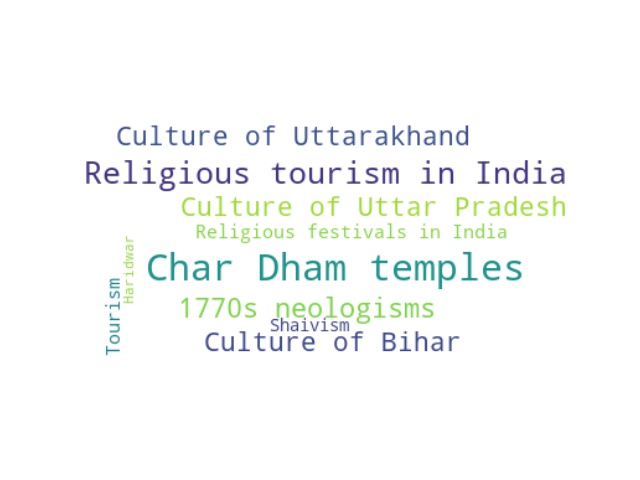 Culture of Uttarakhand
Religious tourism in India
Culture of Uttar Pradesh
Religious festivals in India
Haridwar
Char Dham temples
Tourism
1770s neologisms
Shaivism
Culture of Bihar